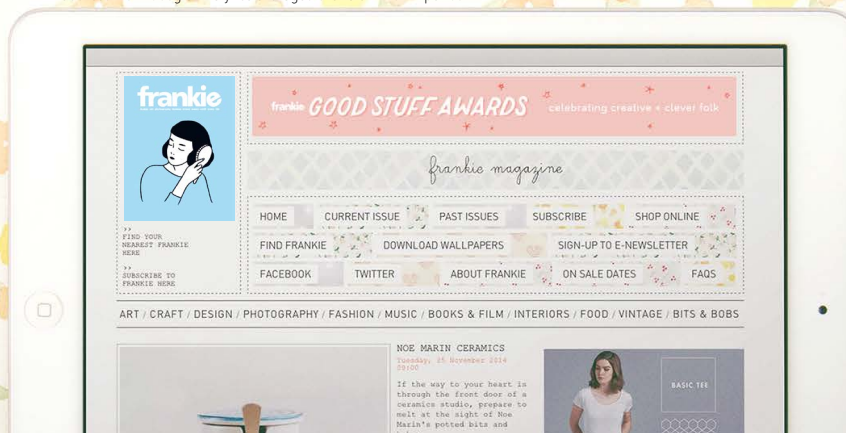 frankie
frankie GOOD STUFF AWARDS celebrating creative + clever folk
frankie magazine
HOME CURRENT ISSUE PAST ISSUES SUBSCRIBE SHOP ONLINE
FIND FRANKIE DOWNLOAD WALLPAPERS SIGN-UP TO E-NEWSLETTER
FACEBOOK TWITTER ABOUT FRANKIE ON SALE DATES FAQS
››
FIND YOUR
NEAREST FRANKIE
HERE
››
SUBSCRIBE TO
FRANKIE HERE
ART / CRAFT / DESIGN / PHOTOGRAPHY / FASHION / MUSIC / BOOKS & FILM / INTERIORS / FOOD / VINTAGE / BITS & BOBS
NOE MARIN CERAMICS
Tuesday, 25 November 2014
09:00
If the way to your heart is
through the front door of a
ceramics studio, prepare to
melt at the sight of Noe
Marin's potted bits and
BASIC TEE